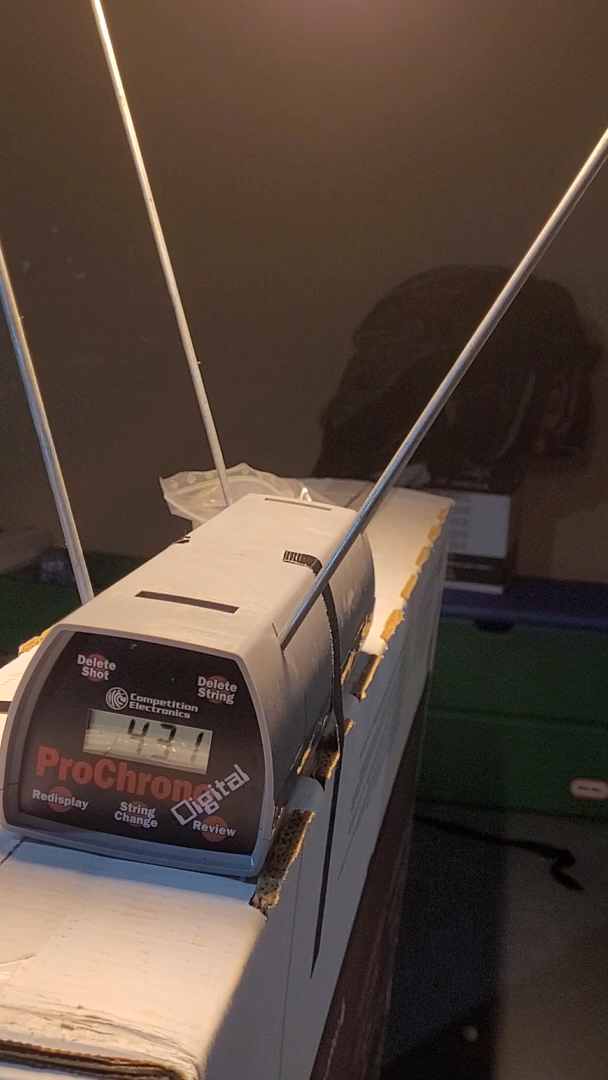 Delete
Shot
Delete
String
Competition
Electronics
431
ProChrono
Digital
Redisplay
String
Change
Review